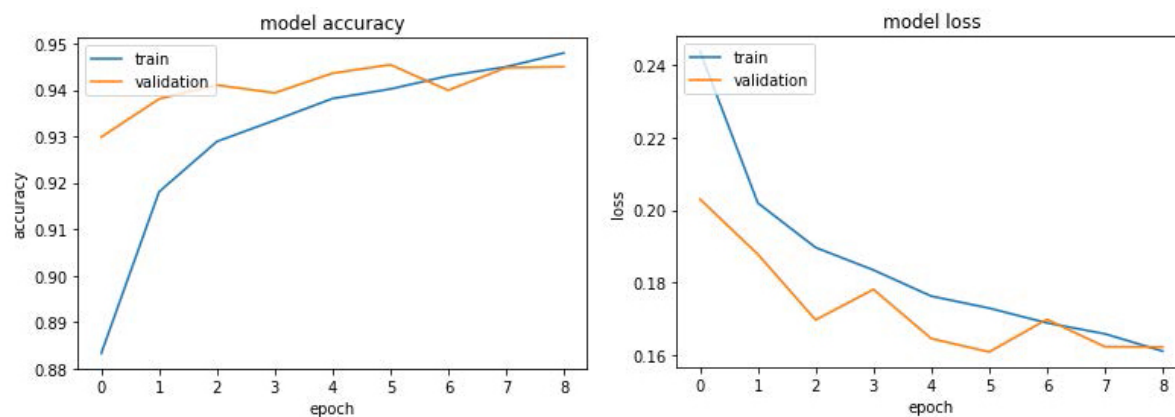 model accuracy
train
validation
0.95
0.94
0.93
0.92
0.91
0.90
0.89
0.88
accuracy
0 1 2 3 4 5 6 7 8
epoch
model loss
train
validation
0.24
0.22
0.20
0.18
0.16
loss
0 1 2 3 4 5 6 7 8
epoch